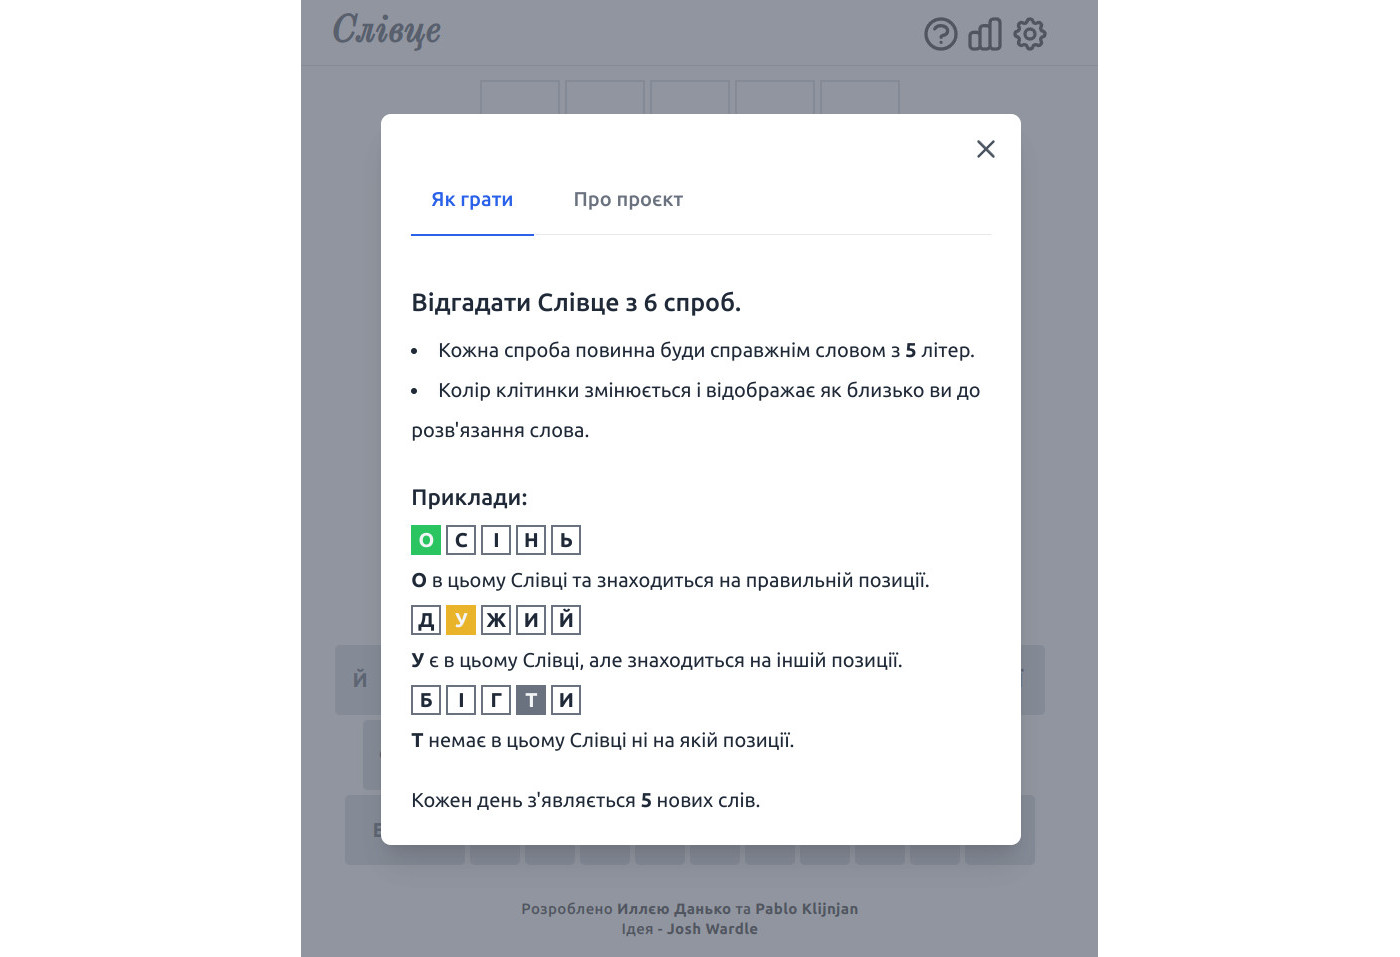 Слівце
Як грати
Про проєкт
Відгадати Слівце з 6 спроб.
• Кожна спроба повинна буди справжнім словом з 5 літер.
• Колір клітинки змінюється і відображає як близько ви до
розв'язання слова.
Приклади:
О С І Н Ь
О в цьому Слівці та знаходиться на правильній позиції.
Д У Ж И Й
У є в цьому Слівці, але знаходиться на іншій позиції.
Б І Г Т И
Т немає в цьому Слівці ні на якій позиції.
Й
Кожен день з'являється 5 нових слів.
Розроблено Иллєю Данько та Pablo Klijnjan
Ідея - Josh Wardle